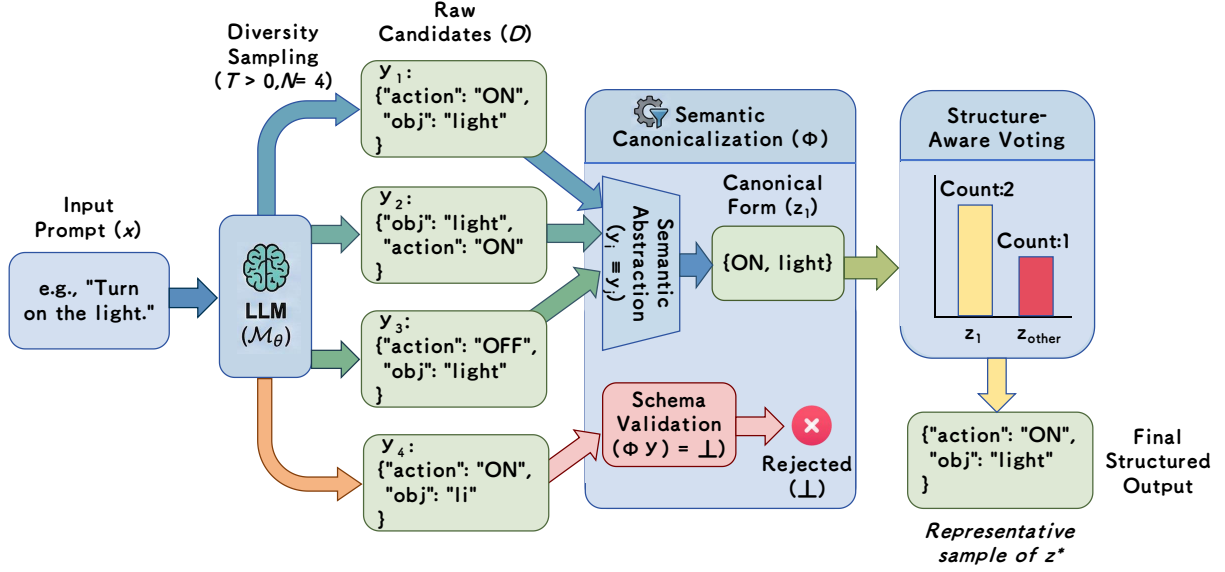 Input
Prompt (x)
e.g., "Turn
on the light."
Diversity
Sampling
(T > 0,N= 4)
LLM
(ℳθ)
Raw
Candidates (D)
y₁:
{"action": "ON",
"obj": "light"
}
y₂:
{"obj": "light",
"action": "ON"
}
y₃:
{"action": "OFF",
"obj": "light"
}
y₄:
{"action": "ON",
"obj": "li"
}
Semantic
Canonicalization (Φ)
Semantic
Abstraction
(yᵢ ≡ yⱼ)
Canonical
Form (z₁)
{ON, light}
Schema
Validation
(Φ y) = ⊥)
Rejected
(⊥)
Structure-
Aware Voting
Count:2
Count:1
z₁
z_other
{"action": "ON",
"obj": "light"
}
Final
Structured
Output
Representative
sample of z*